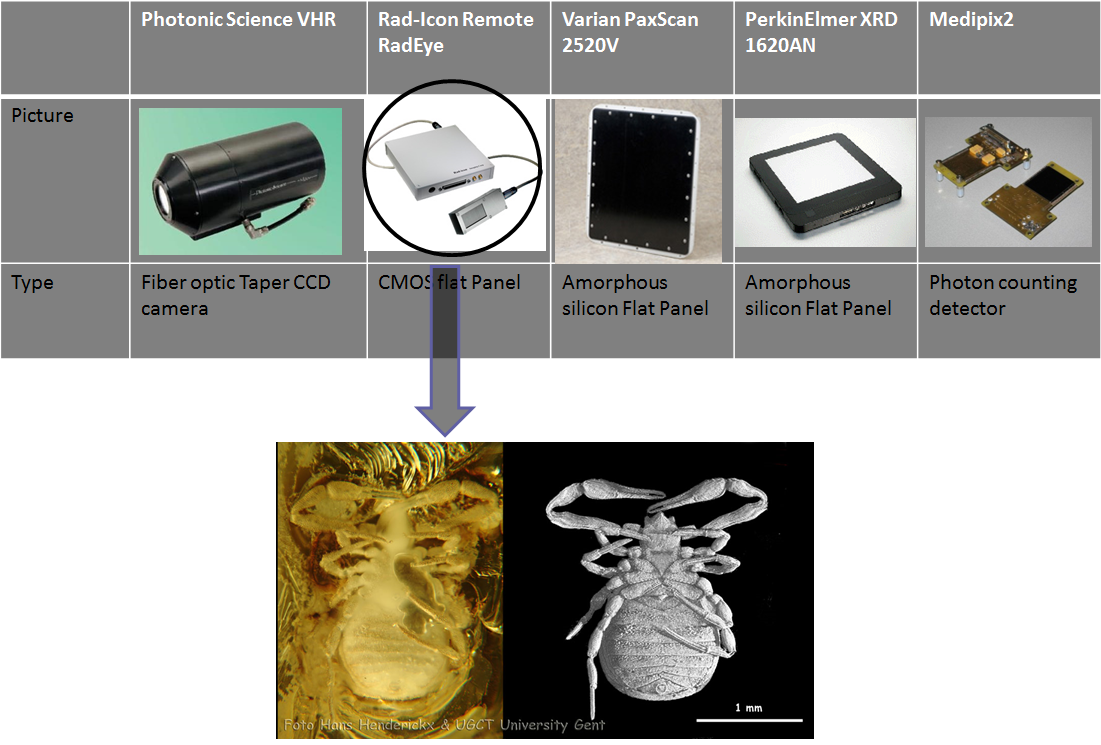 Photonic Science VHR
Rad-Icon Remote
RadEye
Varian PaxScan
2520V
PerkinElmer XRD
1620AN
Medipix2
Picture
Type
Fiber optic Taper CCD
camera
CMOS flat Panel
Amorphous
silicon Flat Panel
Amorphous
silicon Flat Panel
Photon counting
detector
1 mm
Foto Hans Henderickx & UGCT University Gent